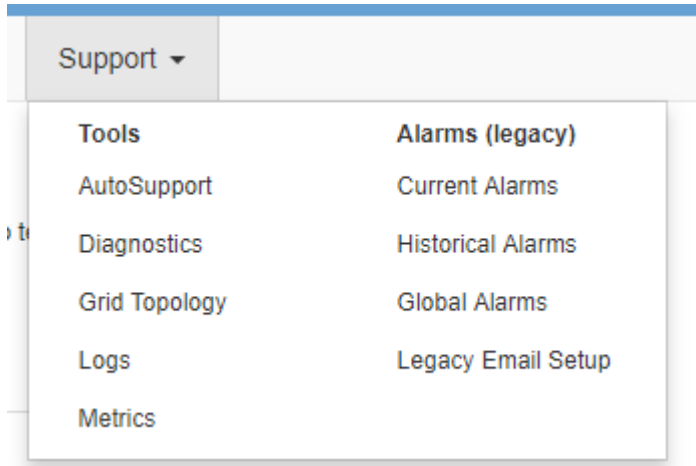 Support
Tools
AutoSupport
Diagnostics
Grid Topology
Logs
Metrics
Alarms (legacy)
Current Alarms
Historical Alarms
Global Alarms
Legacy Email Setup